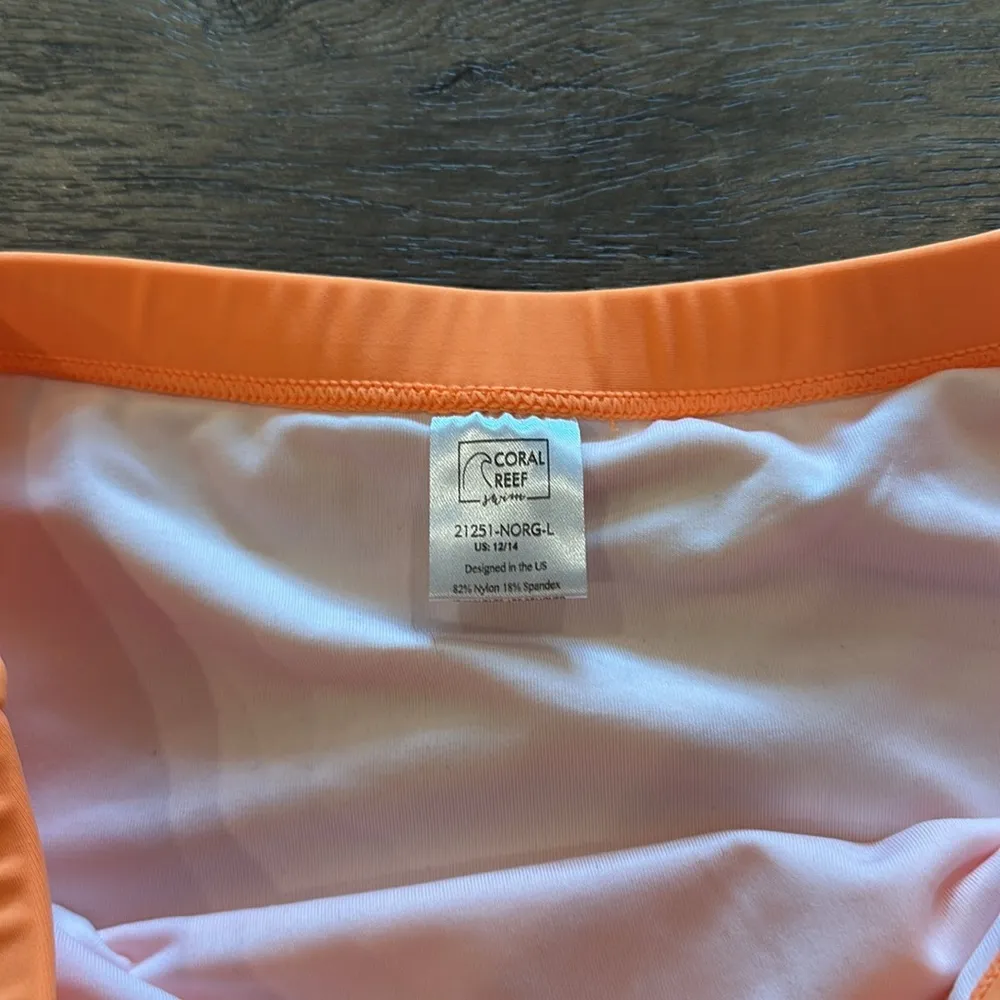 CORAL
REEF
swim
21251-NORG-L
US: 12/14
Designed in the US
82% Nylon 18% Spandex